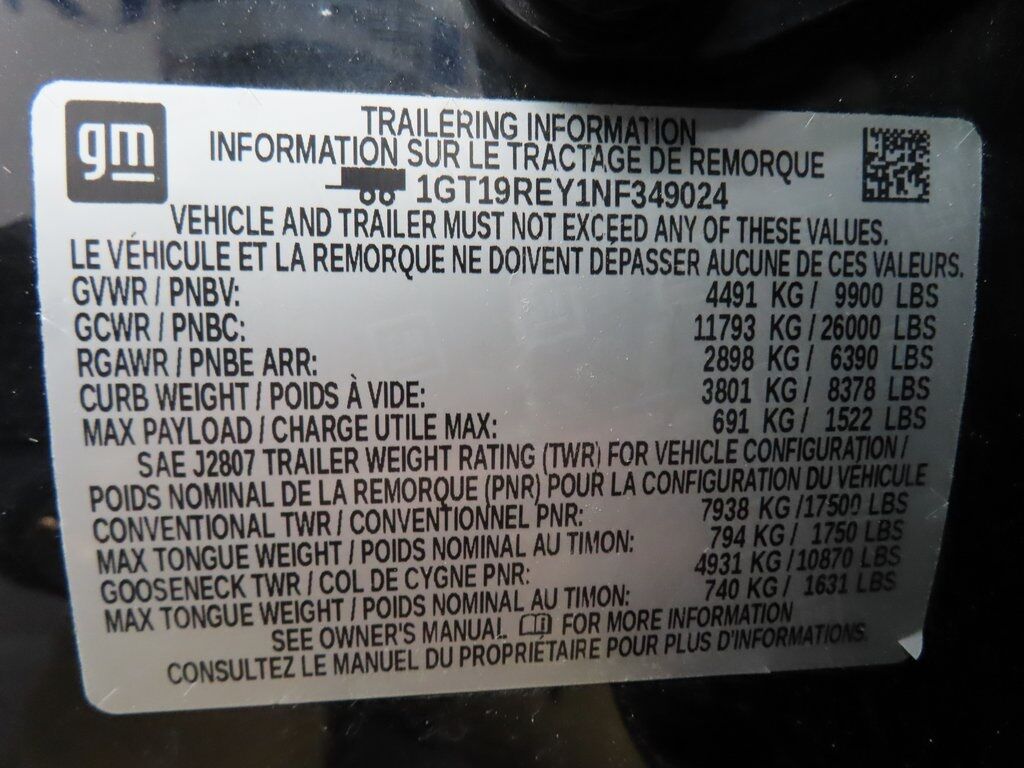 gm
TRAILERING INFORMATION
INFORMATION SUR LE TRACTAGE DE REMORQUE
1GT19REY1NF349024
VEHICLE AND TRAILER MUST NOT EXCEED ANY OF THESE VALUES.
LE VÉHICULE ET LA REMORQUE NE DOIVENT DÉPASSER AUCUNE DE CES VALEURS.
GVWR / PNBV: 4491 KG / 9900 LBS
GCWR / PNBC: 11793 KG / 26000 LBS
RGAWR / PNBE ARR: 2898 KG / 6390 LBS
CURB WEIGHT / POIDS À VIDE: 3801 KG / 8378 LBS
MAX PAYLOAD / CHARGE UTILE MAX: 691 KG / 1522 LBS
SAE J2807 TRAILER WEIGHT RATING (TWR) FOR VEHICLE CONFIGURATION /
POIDS NOMINAL DE LA REMORQUE (PNR) POUR LA CONFIGURATION DU VÉHICULE
CONVENTIONAL TWR / CONVENTIONNEL PNR: 7938 KG /17500 LBS
MAX TONGUE WEIGHT / POIDS NOMINAL AU TIMON: 794 KG / 1750 LBS
GOOSENECK TWR / COL DE CYGNE PNR: 4931 KG /10870 LBS
MAX TONGUE WEIGHT / POIDS NOMINAL AU TIMON: 740 KG / 1631 LBS
SEE OWNER'S MANUAL FOR MORE INFORMATION
CONSULTEZ LE MANUEL DU PROPRIÉTAIRE POUR PLUS D'INFORMATIONS.